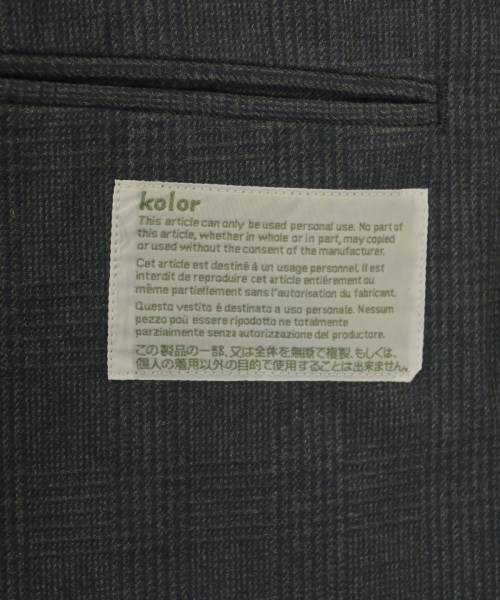 kolor
This article can only be used personal use. No part of
this article, whether in whole or in part, may copied
or used without the consent of the manufacturer.
Cet article est destiné à un usage personnel. Il est
interdit de reproduire cet article entiérement ou
même partiellement sans l'autorisation du fabricant.
Questo vestito é destinato a uso personale. Nessum
pezzo poü essere ripodotto ne totalmente
parzialmente senza autorizzazione del produttore.
この製品の一部、又は全体を無断で複製、もしくは、
個人の着用以外の目的で使用することは出来ません。